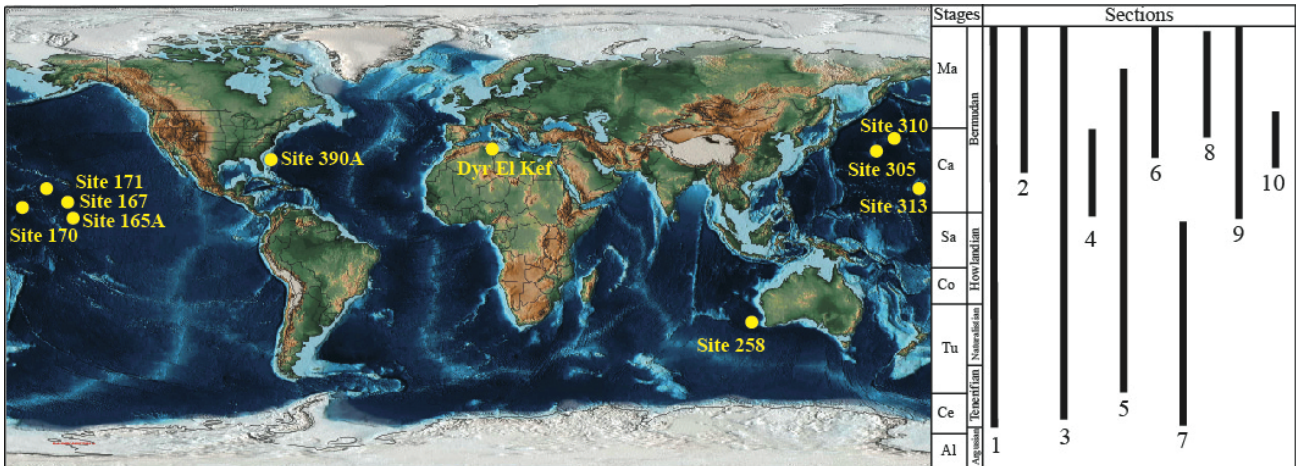 Stages
Sections
Ma
Ca
Sa
Co
Tu
Ce
Al
Bermudan
Howlandian
Naturalistian
Tenerifian
Argusian
Site 310
Site 305
Site 313
Site 390A
Dyr El Kef
Site 171
Site 167
Site 165A
Site 170
Site 258
1
2
3
4
5
6
7
8
9
10